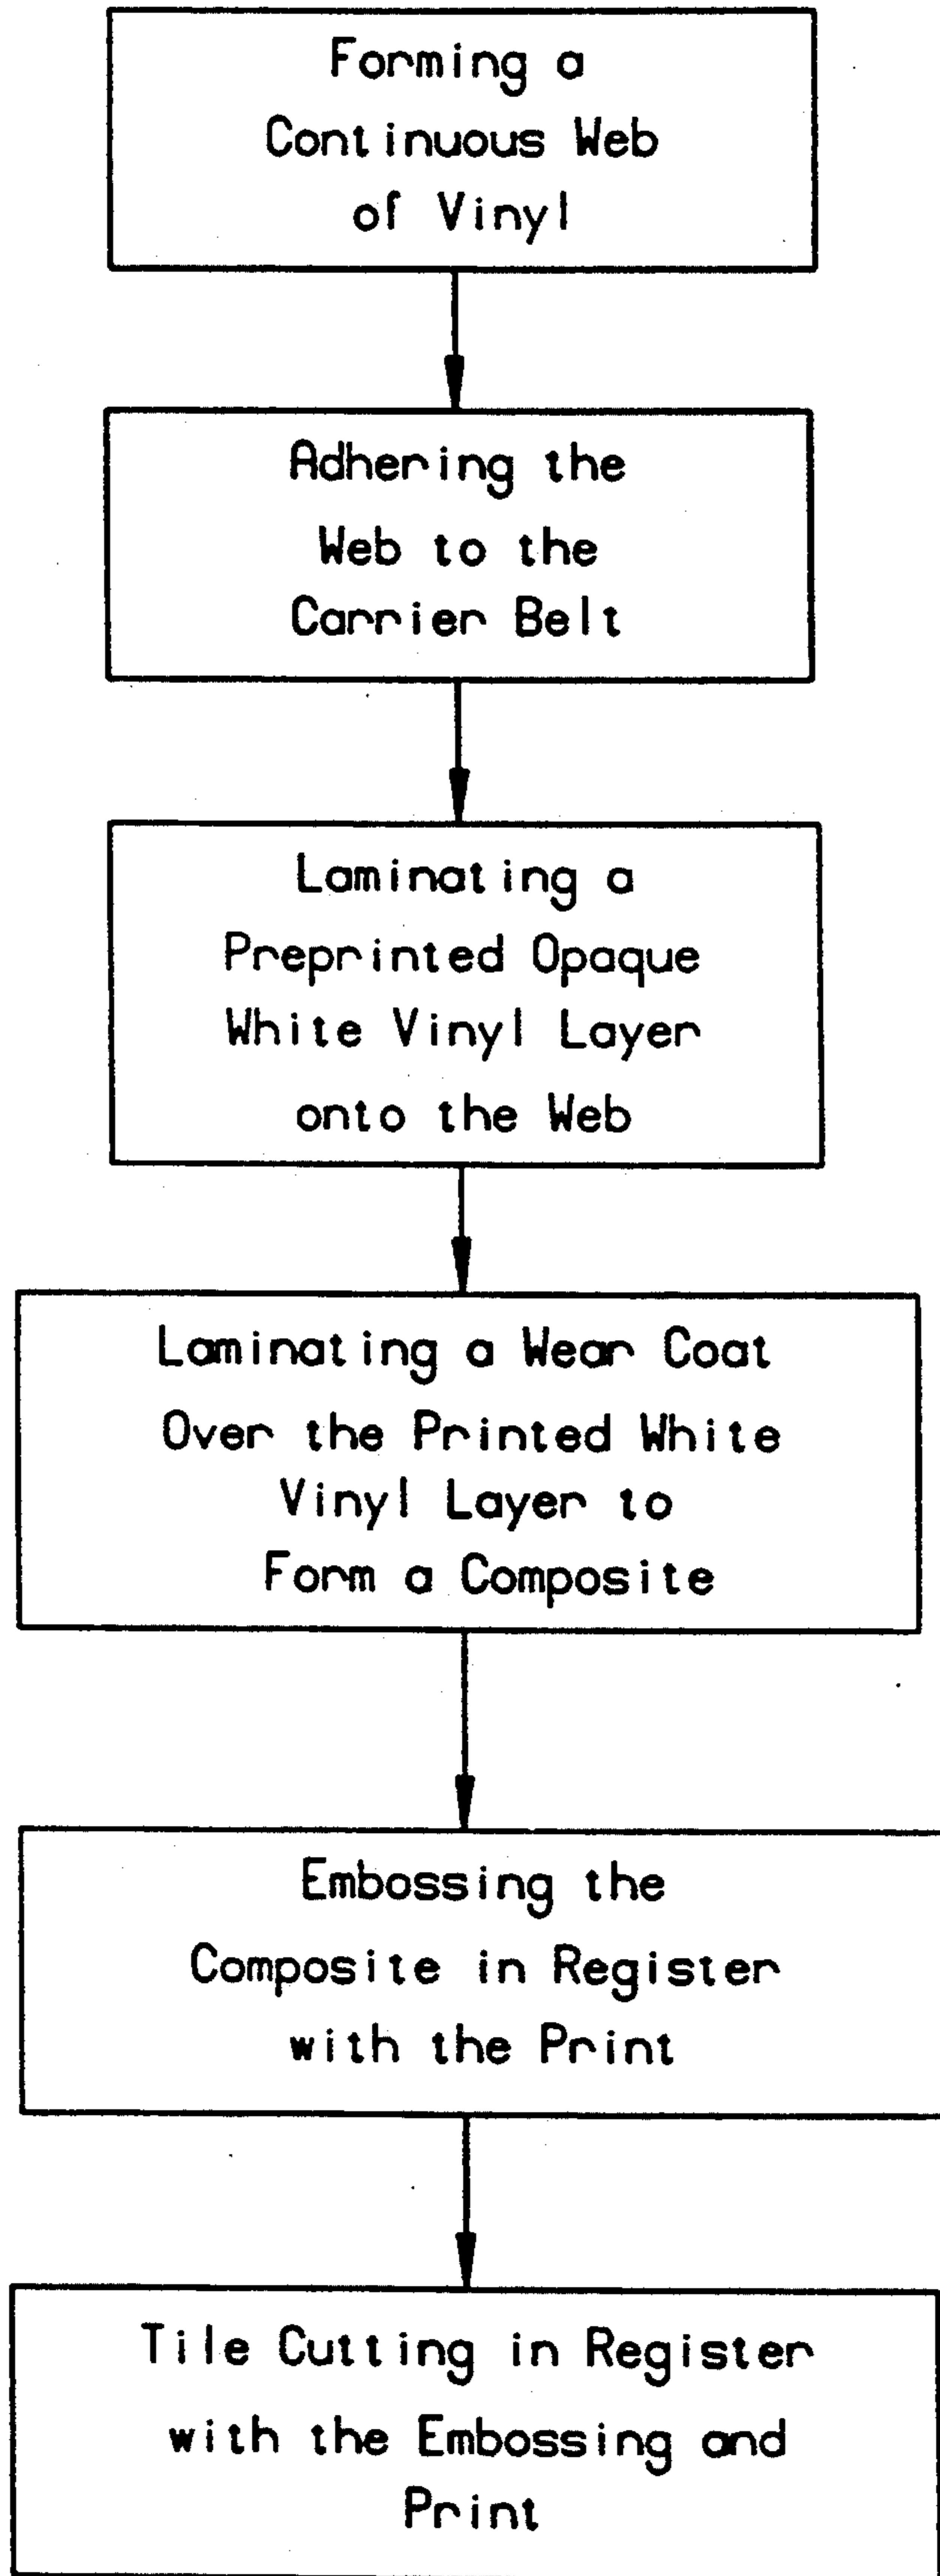 Forming a
Continuous Web
of Vinyl
Adhering the
Web to the
Carrier Belt
Laminating a
Preprinted Opaque
White Vinyl Layer
onto the Web
Laminating a Wear Coat
Over the Printed White
Vinyl Layer to
Form a Composite
Embossing the
Composite in Register
with the Print
Tile Cutting in Register
with the Embossing and
Print